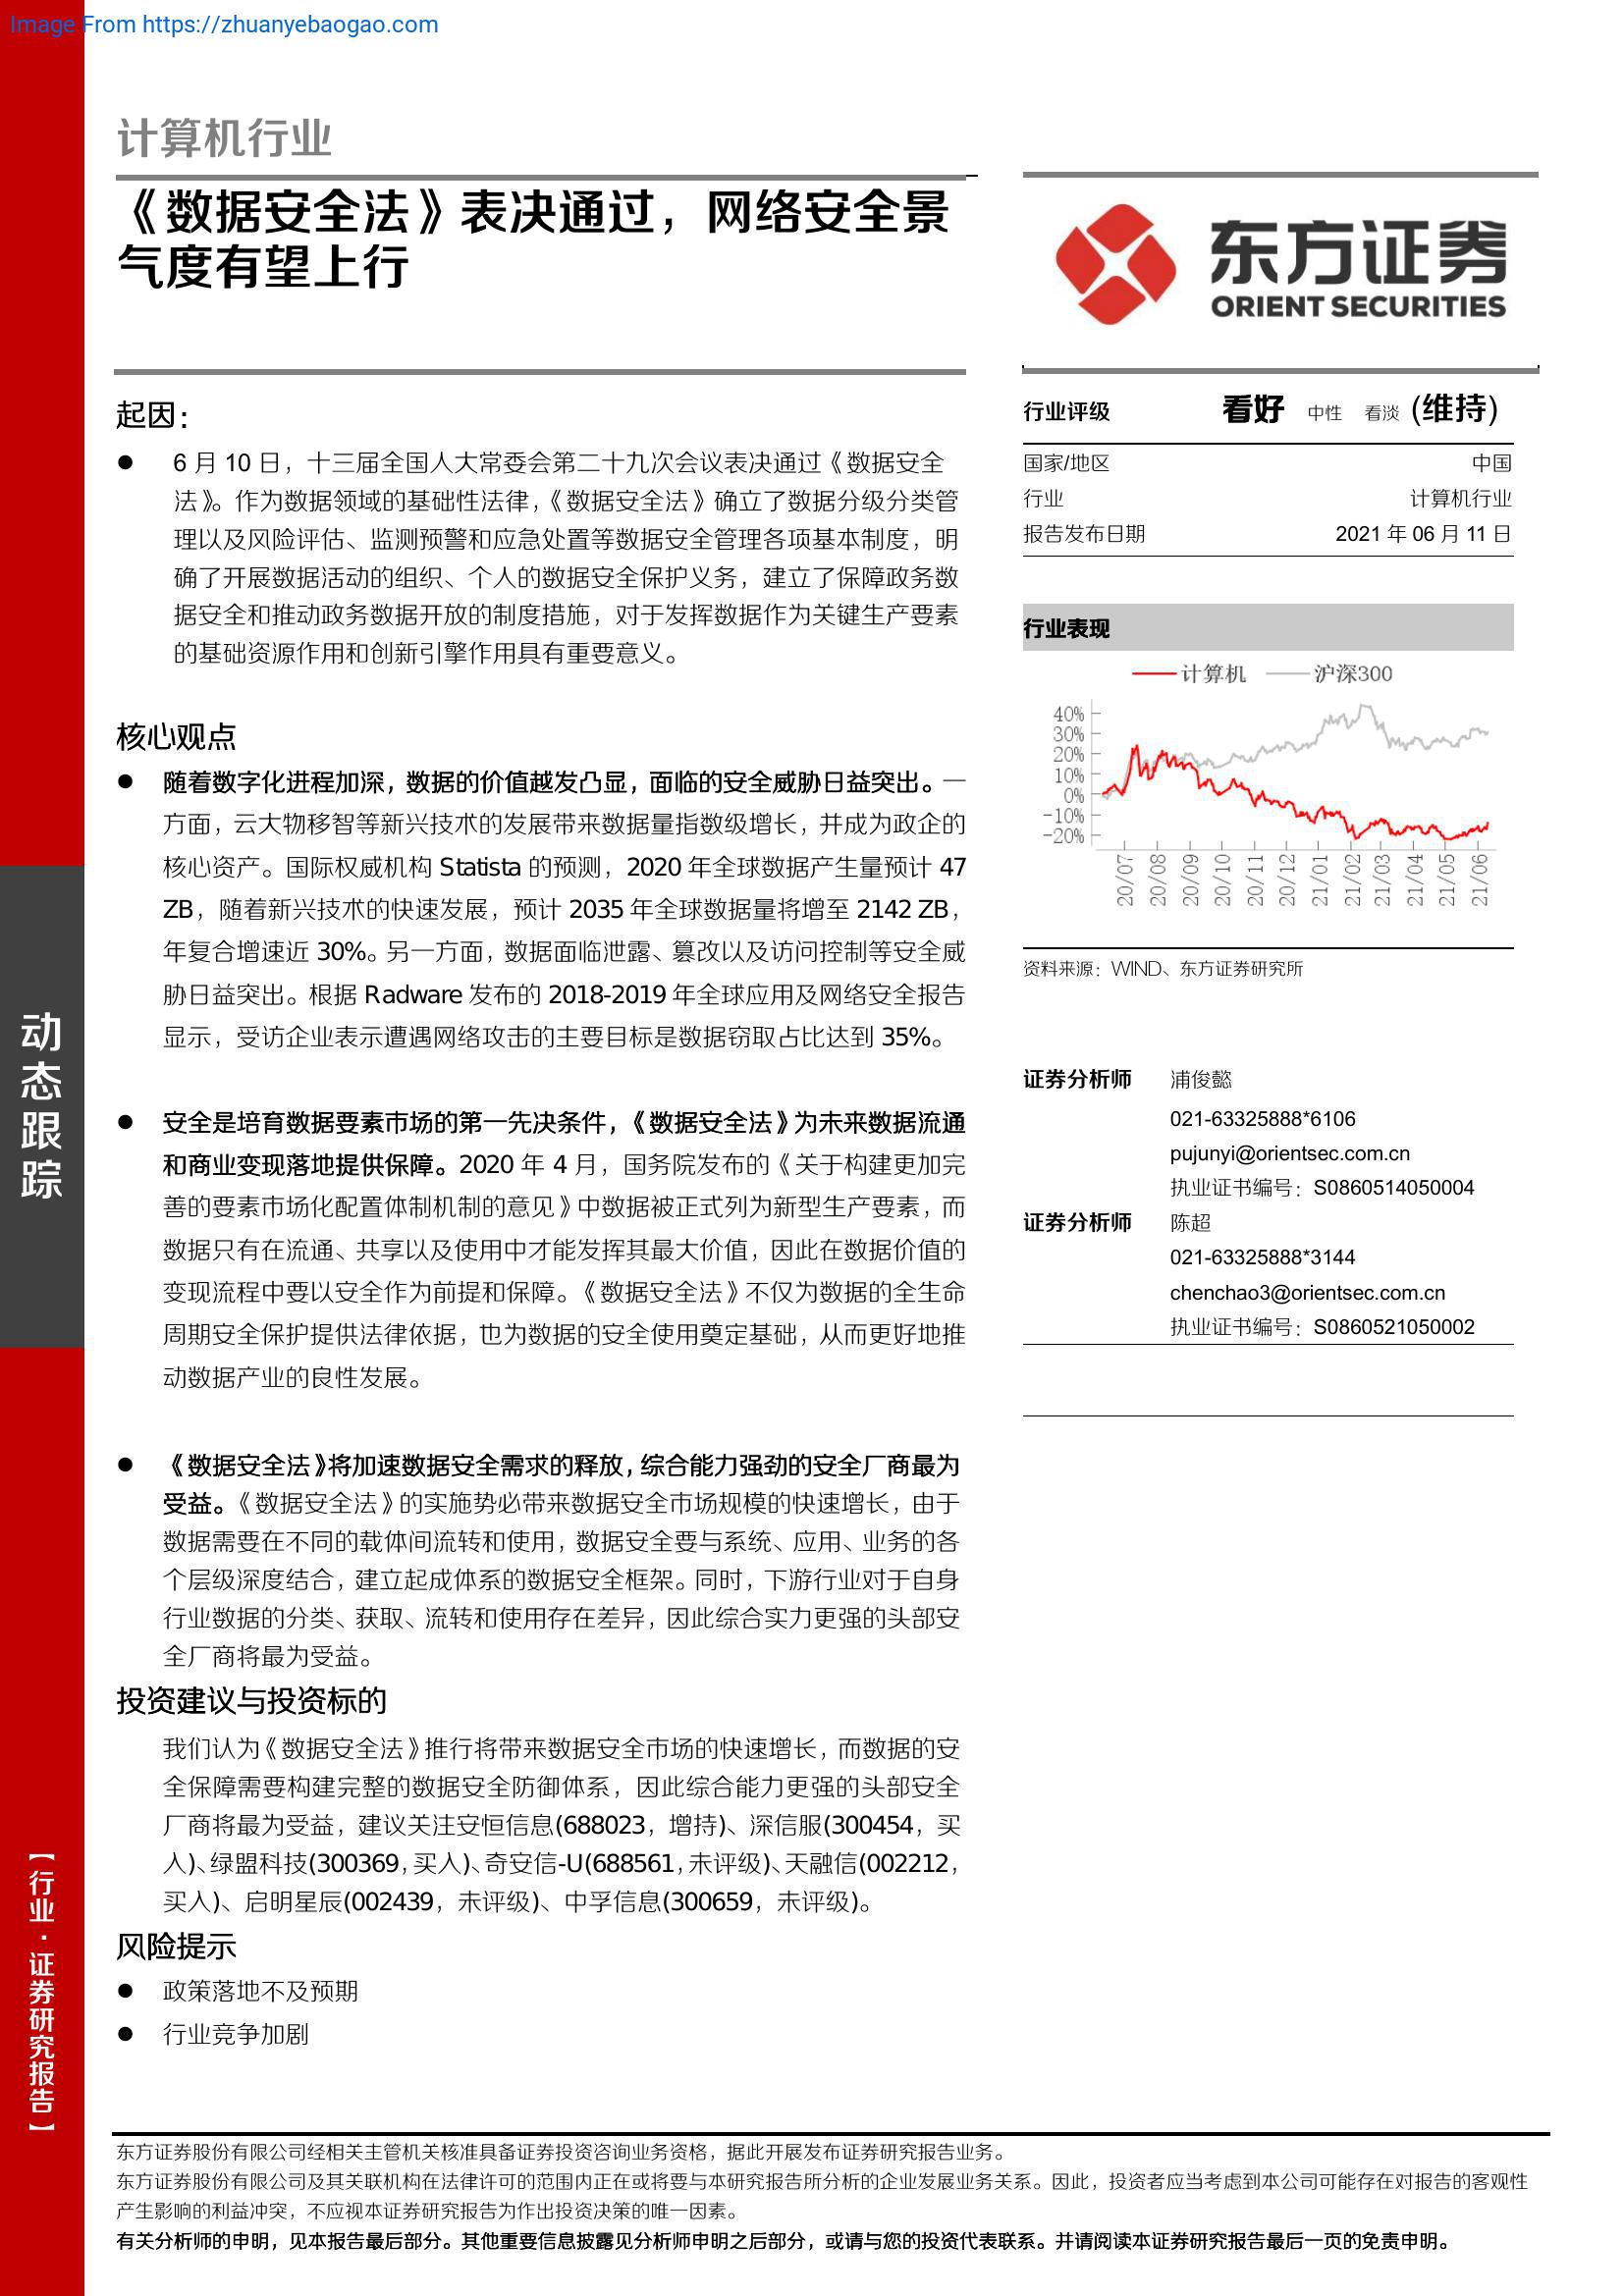 Image From https://zhuanyebaogao.com
计算机行业
《数据安全法》表决通过，网络安全景
气度有望上行
东方证券
ORIENT SECURITIES
起因：
● 6 月 10 日，十三届全国人大常委会第二十九次会议表决通过《数据安全
法》。作为数据领域的基础性法律，《数据安全法》确立了数据分级分类管
理以及风险评估、监测预警和应急处置等数据安全管理各项基本制度，明
确了开展数据活动的组织、个人的数据安全保护义务，建立了保障政务数
据安全和推动政务数据开放的制度措施，对于发挥数据作为关键生产要素
的基础资源作用和创新引擎作用具有重要意义。
核心观点
● 随着数字化进程加深，数据的价值越发凸显，面临的安全威胁日益突出。一
方面，云大物移智等新兴技术的发展带来数据量指数级增长，并成为政企的
核心资产。国际权威机构 Statista 的预测，2020 年全球数据产生量预计 47
ZB，随着新兴技术的快速发展，预计 2035 年全球数据量将增至 2142 ZB，
年复合增速近 30%。另一方面，数据面临泄露、篡改以及访问控制等安全威
胁日益突出。根据 Radware 发布的 2018-2019 年全球应用及网络安全报告
显示，受访企业表示遭遇网络攻击的主要目标是数据窃取占比达到 35%。
● 安全是培育数据要素市场的第一先决条件，《数据安全法》为未来数据流通
和商业变现落地提供保障。2020 年 4 月，国务院发布的《关于构建更加完
善的要素市场化配置体制机制的意见》中数据被正式列为新型生产要素，而
数据只有在流通、共享以及使用中才能发挥其最大价值，因此在数据价值的
变现流程中要以安全作为前提和保障。《数据安全法》不仅为数据的全生命
周期安全保护提供法律依据，也为数据的安全使用奠定基础，从而更好地推
动数据产业的良性发展。
● 《数据安全法》将加速数据安全需求的释放，综合能力强劲的安全厂商最为
受益。《数据安全法》的实施势必带来数据安全市场规模的快速增长，由于
数据需要在不同的载体间流转和使用，数据安全要与系统、应用、业务的各
个层级深度结合，建立起成体系的数据安全框架。同时，下游行业对于自身
行业数据的分类、获取、流转和使用存在差异，因此综合实力更强的头部安
全厂商将最为受益。
投资建议与投资标的
我们认为《数据安全法》推行将带来数据安全市场的快速增长，而数据的安
全保障需要构建完整的数据安全防御体系，因此综合能力更强的头部安全
厂商将最为受益，建议关注安恒信息(688023，增持)、深信服(300454，买
入)、绿盟科技(300369，买入)、奇安信-U(688561，未评级)、天融信(002212，
买入)、启明星辰(002439，未评级)、中孚信息(300659，未评级)。
风险提示
● 政策落地不及预期
● 行业竞争加剧
行业评级 看好 中性 看淡 (维持)
国家/地区 中国
行业 计算机行业
报告发布日期 2021 年 06 月 11 日
行业表现
计算机 沪深300
40%
30%
20%
10%
0%
-10%
-20%
20/07 20/08 20/09 20/10 20/11 20/12 21/01 21/02 21/03 21/04 21/05 21/06
资料来源：WIND、东方证券研究所
证券分析师 浦俊懿
021-63325888*6106
pujunyi@orientsec.com.cn
执业证书编号：S0860514050004
证券分析师 陈超
021-63325888*3144
chenchao3@orientsec.com.cn
执业证书编号：S0860521050002
动态跟踪
【行业·证券研究报告】
东方证券股份有限公司经相关主管机关核准具备证券投资咨询业务资格，据此开展发布证券研究报告业务。
东方证券股份有限公司及其关联机构在法律许可的范围内正在或将要与本研究报告所分析的企业发展业务关系。因此，投资者应当考虑到本公司可能存在对报告的客观性
产生影响的利益冲突，不应视本证券研究报告为作出投资决策的唯一因素。
有关分析师的申明，见本报告最后部分。其他重要信息披露见分析师申明之后部分，或请与您的投资代表联系。并请阅读本证券研究报告最后一页的免责申明。